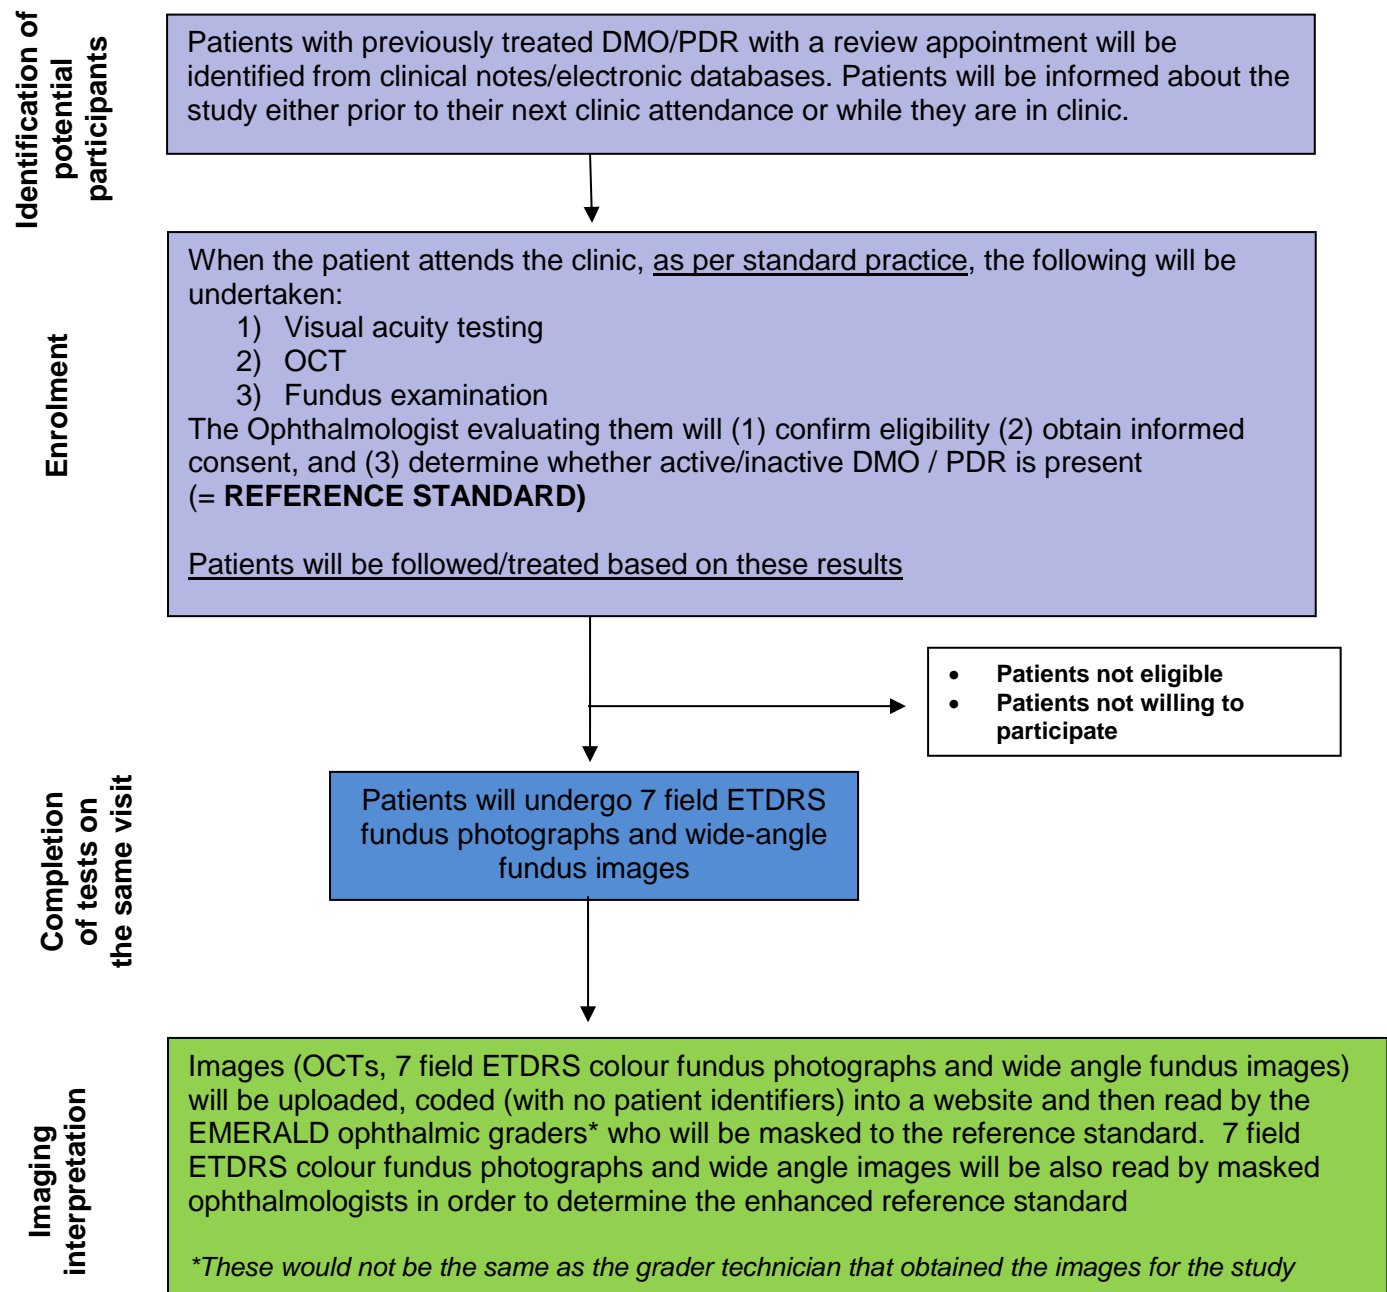 Identification of
potential
participants
Patients with previously treated DMO/PDR with a review appointment will be
identified from clinical notes/electronic databases. Patients will be informed about the
study either prior to their next clinic attendance or while they are in clinic.
Enrolment
When the patient attends the clinic, as per standard practice, the following will be
undertaken:
1) Visual acuity testing
2) OCT
3) Fundus examination
The Ophthalmologist evaluating them will (1) confirm eligibility (2) obtain informed
consent, and (3) determine whether active/inactive DMO / PDR is present
(= REFERENCE STANDARD)
Patients will be followed/treated based on these results
• Patients not eligible
• Patients not willing to
participate
Completion
of tests on
the same visit
Patients will undergo 7 field ETDRS
fundus photographs and wide-angle
fundus images
Imaging
interpretation
Images (OCTs, 7 field ETDRS colour fundus photographs and wide angle fundus images)
will be uploaded, coded (with no patient identifiers) into a website and then read by the
EMERALD ophthalmic graders* who will be masked to the reference standard.  7 field
ETDRS colour fundus photographs and wide angle images will be also read by masked
ophthalmologists in order to determine the enhanced reference standard
*These would not be the same as the grader technician that obtained the images for the study